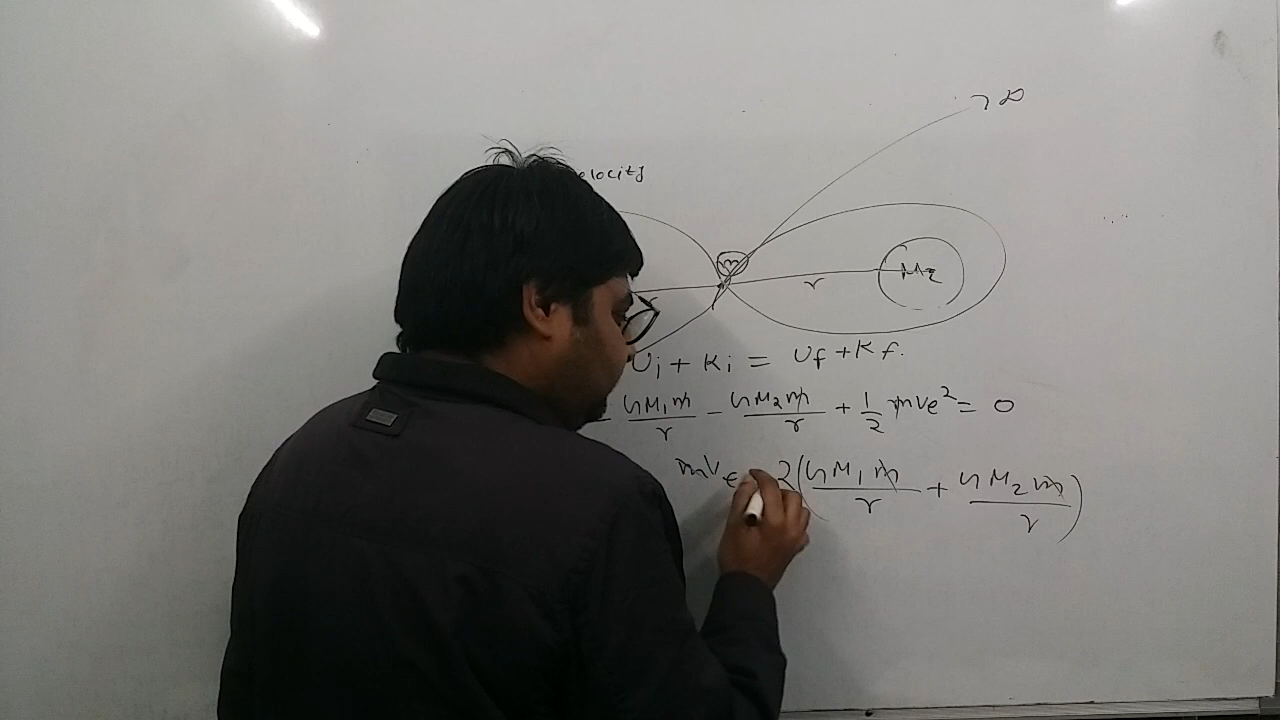 → ∞
elocity
m
M₂
r
r
Ui + Ki = Uf + Kf.
- GM₁m/r - GM₂m/r + 1/2 mve² = 0
mve 2(GM₁m/r + GM₂m/r)